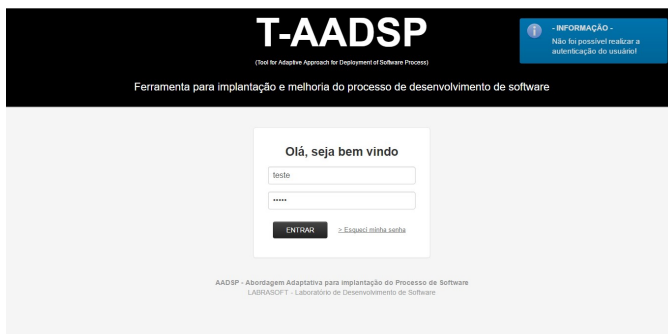 T-AADSP
(Tool for Adaptive Approach for Deployment of Software Process)
- INFORMAÇÃO -
Não foi possível realizar a
autenticação do usuário!
Ferramenta para implantação e melhoria do processo de desenvolvimento de software
Olá, seja bem vindo
teste
•••••
ENTRAR
> Esqueci minha senha
AADSP - Abordagem Adaptativa para implantação do Processo de Software
LABRASOFT - Laboratório de Desenvolvimento de Software